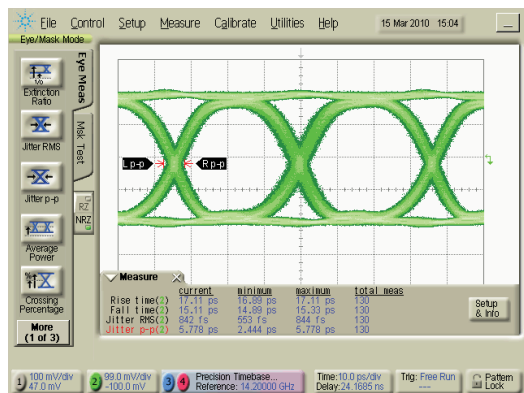 File Control Setup Measure Calibrate Utilities Help 15 Mar 2010 15:04
Eye/Mask Mode
Eye Meas
Msk Test
Extinction
Ratio
Jitter RMS
Jitter p-p
RZ
NRZ
Average
Power
Crossing
Percentage
More
(1 of 3)
L p-p
R p-p
Measure
current minimum maximum total meas
Rise time(2) 17.11 ps 16.89 ps 17.11 ps 130
Fall time(2) 15.11 ps 14.89 ps 15.33 ps 130
Jitter RMS(2) 842 fs 553 fs 844 fs 130
Jitter p-p(2) 5.778 ps 2.444 ps 5.778 ps 130
Setup
& Info
1 100 mV/div
47.0 mV
2 99.0 mV/div
-100.0 mV
3 4 Precision Timebase...
Reference: 14.20000 GHz
Time:10.0 ps/div
Delay:24.1685 ns
Trig: Free Run
---
Pattern
Lock